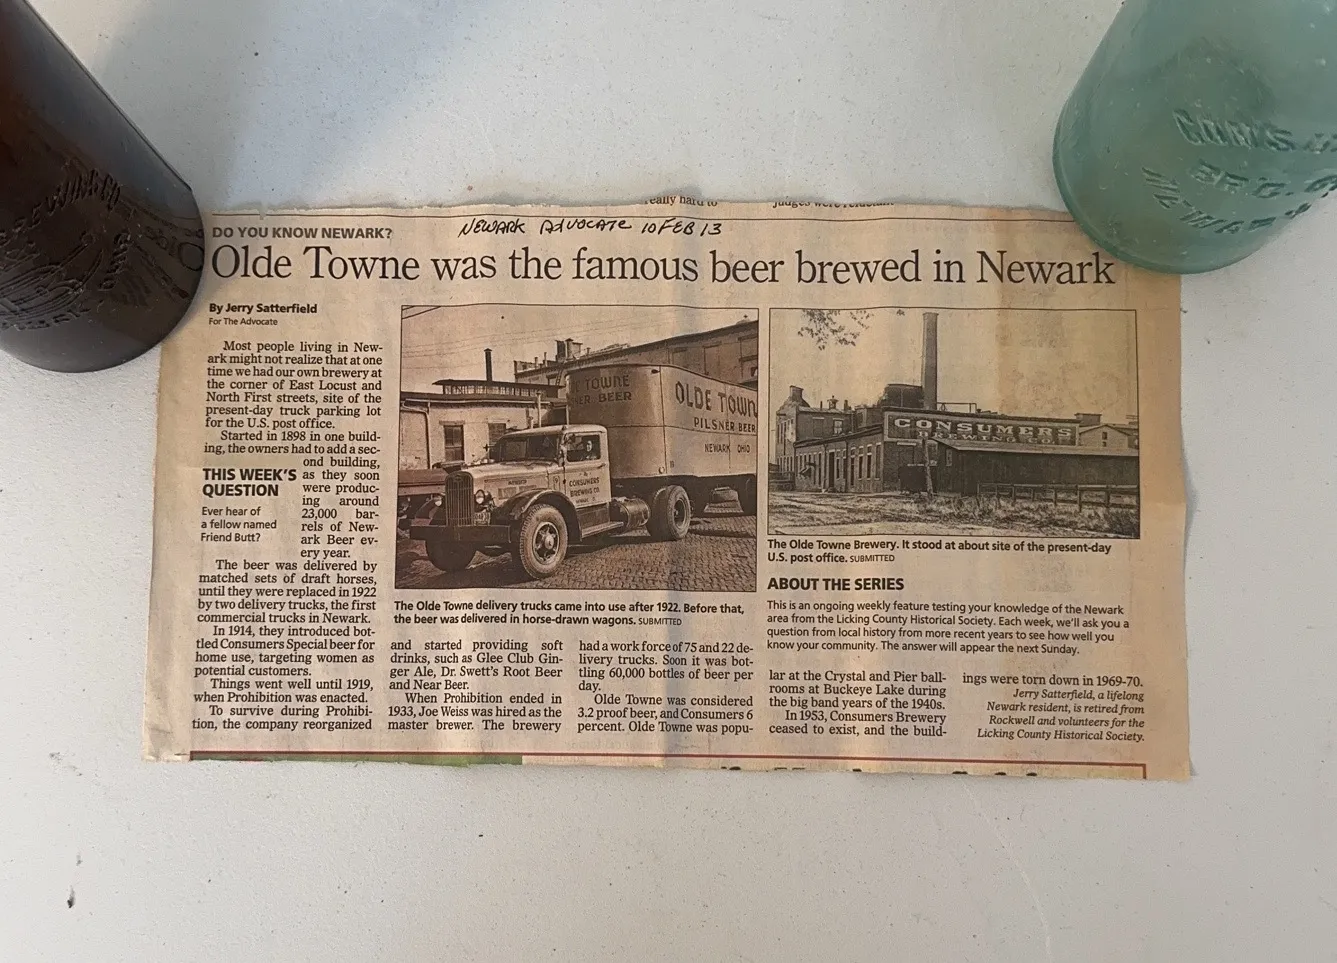 EWING CO
CONS.
BR'G. CO
NEWAR
eally hard to
judges were reluctant
DO YOU KNOW NEWARK?
NEWARK ADVOCATE 10 FEB 13
Olde Towne was the famous beer brewed in Newark
By Jerry Satterfield
For The Advocate
Most people living in New-
ark might not realize that at one
time we had our own brewery at
the corner of East Locust and
North First streets, site of the
present-day truck parking lot
for the U.S. post office.
Started in 1898 in one build-
ing, the owners had to add a sec-
ond building,
as they soon
were produc-
ing around
23,000 bar-
rels of New-
ark Beer ev-
ery year.
THIS WEEK'S
QUESTION
Ever hear of
a fellow named
Friend Butt?
The beer was delivered by
matched sets of draft horses,
until they were replaced in 1922
by two delivery trucks, the first
commercial trucks in Newark.
In 1914, they introduced bot-
tled Consumers Special beer for
home use, targeting women as
potential customers.
Things went well until 1919,
when Prohibition was enacted.
To survive during Prohibi-
tion, the company reorganized
TOWNE
NER BEER
OLDE TOWN
PILSNER BEER
NEWARK OHIO
CONSUMERS
BREWING CO.
The Olde Towne delivery trucks came into use after 1922. Before that,
the beer was delivered in horse-drawn wagons. SUBMITTED
and started providing soft
drinks, such as Glee Club Gin-
ger Ale, Dr. Swett's Root Beer
and Near Beer.
When Prohibition ended in
1933, Joe Weiss was hired as the
master brewer. The brewery
had a work force of 75 and 22 de-
livery trucks. Soon it was bot-
tling 60,000 bottles of beer per
day.
Olde Towne was considered
3.2 proof beer, and Consumers 6
percent. Olde Towne was popu-
CONSUMERS
BREWING CO.
The Olde Towne Brewery. It stood at about site of the present-day
U.S. post office. SUBMITTED
ABOUT THE SERIES
This is an ongoing weekly feature testing your knowledge of the Newark
area from the Licking County Historical Society. Each week, we'll ask you a
question from local history from more recent years to see how well you
know your community. The answer will appear the next Sunday.
lar at the Crystal and Pier ball-
rooms at Buckeye Lake during
the big band years of the 1940s.
In 1953, Consumers Brewery
ceased to exist, and the build-
ings were torn down in 1969-70.
Jerry Satterfield, a lifelong
Newark resident, is retired from
Rockwell and volunteers for the
Licking County Historical Society.